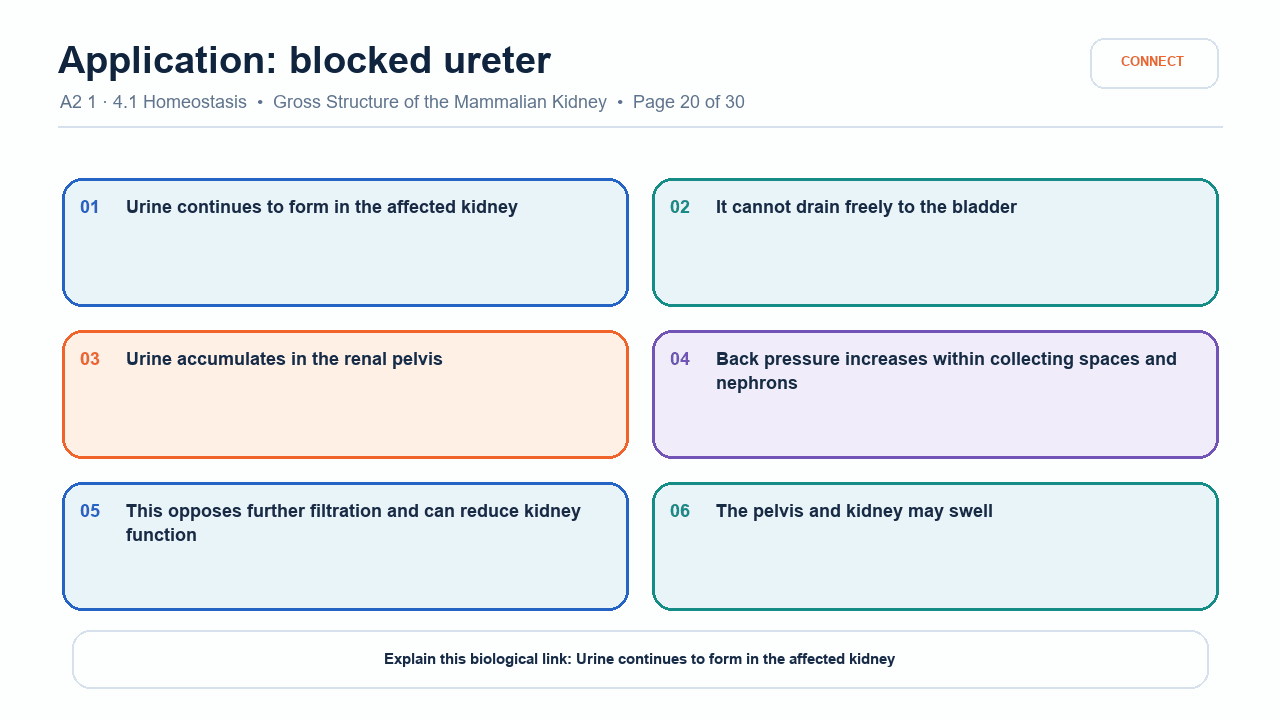 Application: blocked ureter
CONNECT
A2 1 · 4.1 Homeostasis • Gross Structure of the Mammalian Kidney • Page 20 of 30
01 Urine continues to form in the affected kidney
02 It cannot drain freely to the bladder
03 Urine accumulates in the renal pelvis
04 Back pressure increases within collecting spaces and
nephrons
05 This opposes further filtration and can reduce kidney
function
06 The pelvis and kidney may swell
Explain this biological link: Urine continues to form in the affected kidney